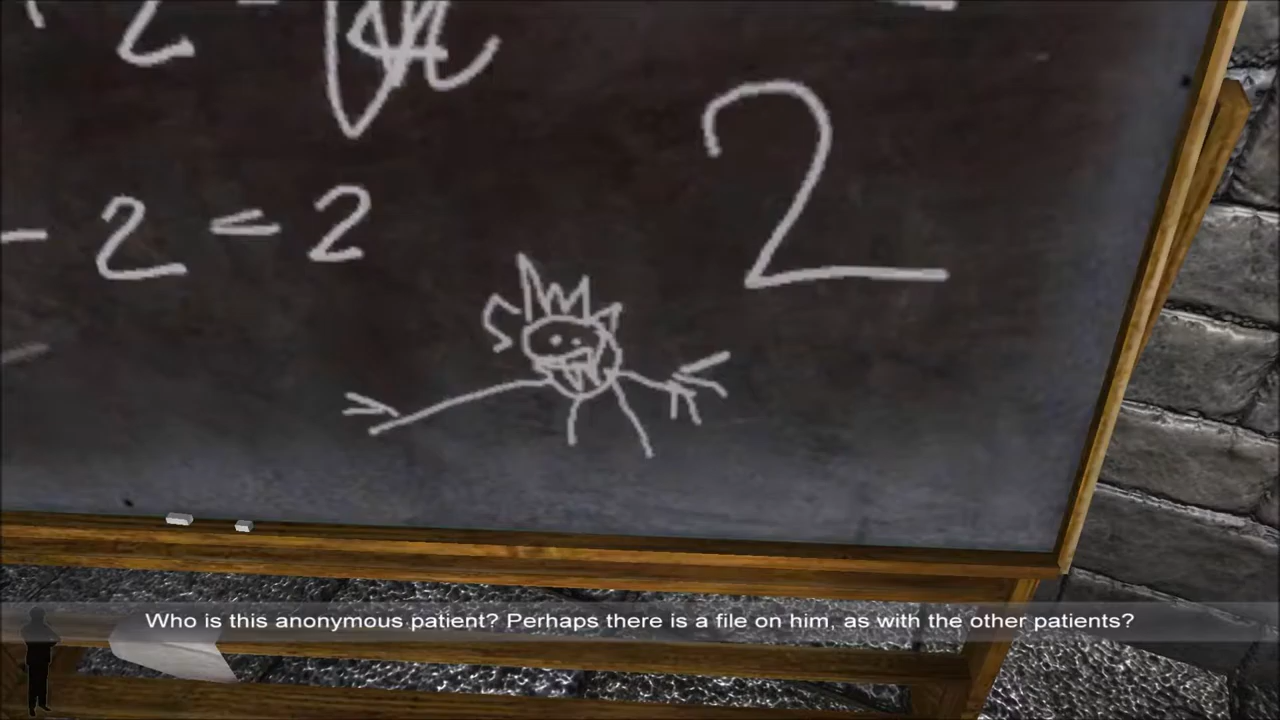 2 =
2
- 2 = 2
Who is this anonymous patient? Perhaps there is a file on him, as with the other patients?